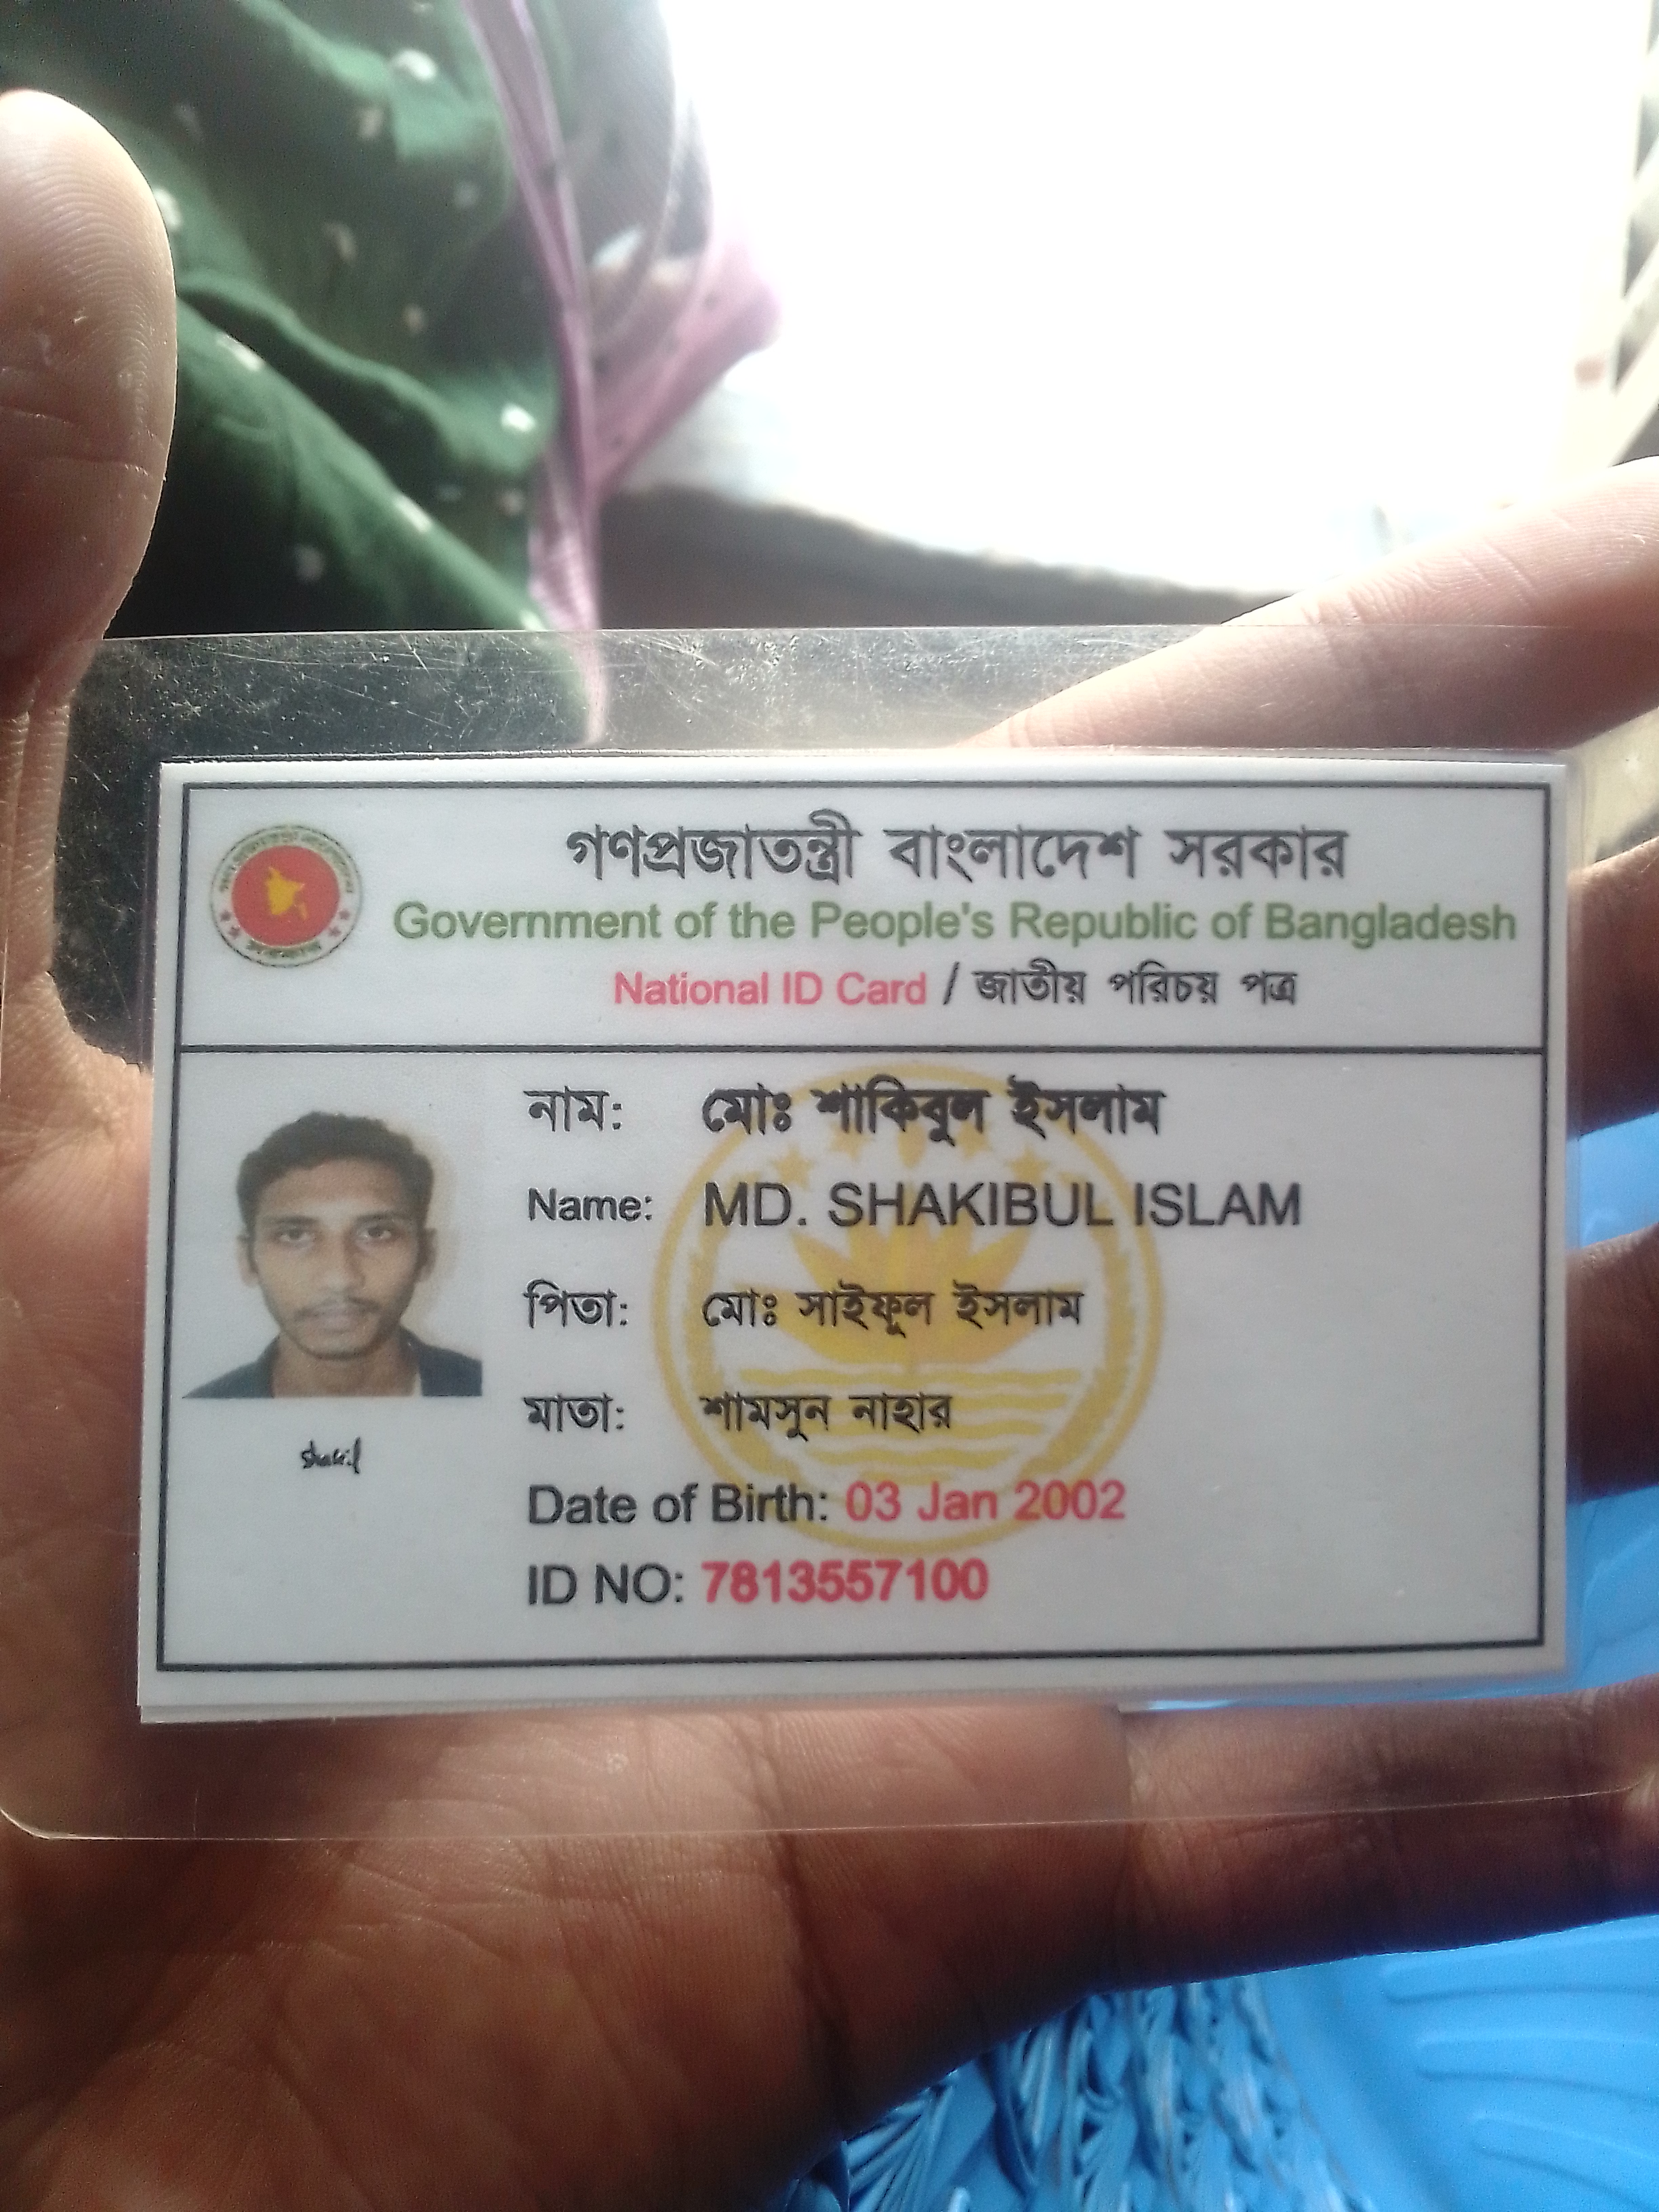 গণপ্রজাতন্ত্রী বাংলাদেশ সরকার
Government of the People's Republic of Bangladesh
National ID Card / জাতীয় পরিচয় পত্র
নাম: মোঃ শাকিবুল ইসলাম
Name: MD. SHAKIBUL ISLAM
পিতা: মোঃ সাইফুল ইসলাম
মাতা: শামসুন নাহার
Date of Birth: 03 Jan 2002
ID NO: 7813557100